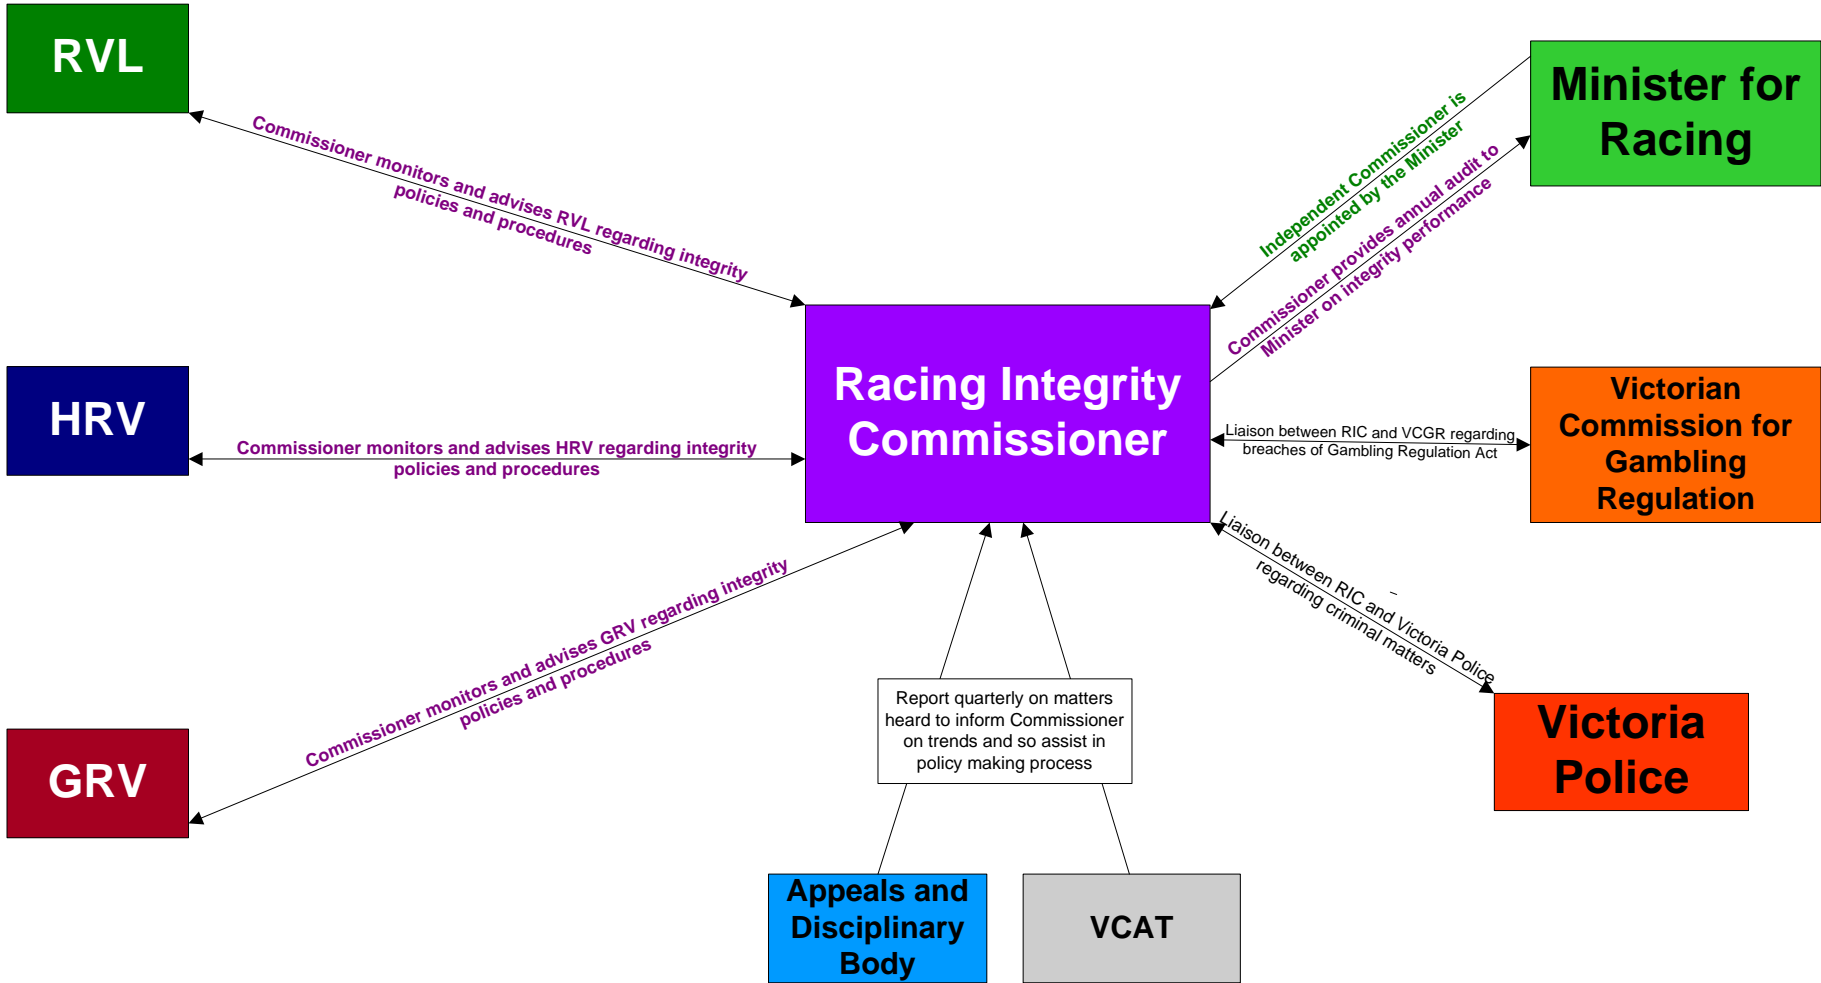 RVL
Commissioner monitors and advises RVL regarding integrity
policies and procedures
Minister for
Racing
Independent Commissioner is
appointed by the Minister
Commissioner provides annual audit to
Minister on integrity performance
Racing Integrity
Commissioner
HRV
Commissioner monitors and advises HRV regarding integrity
policies and procedures
Liaison between RIC and VCGR regarding
breaches of Gambling Regulation Act
Victorian
Commission for
Gambling
Regulation
Liaison between RIC and Victoria Police
regarding criminal matters
Victoria
Police
GRV
Commissioner monitors and advises GRV regarding integrity
policies and procedures
Report quarterly on matters
heard to inform Commissioner
on trends and so assist in
policy making process
Appeals and
Disciplinary
Body
VCAT